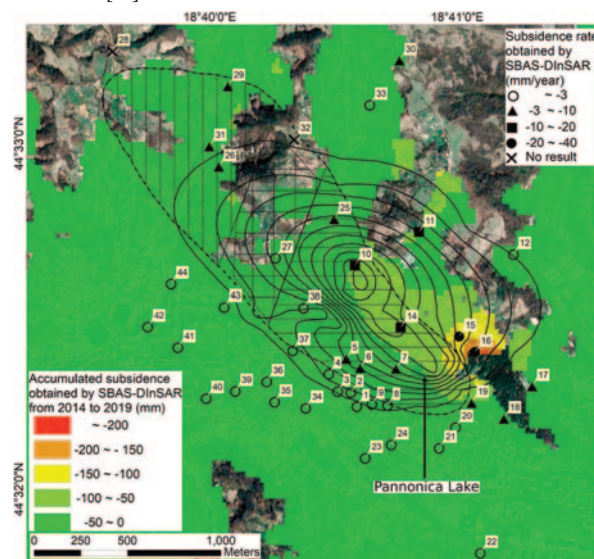 18°40'0"E
18°41'0"E
44°33'0"N
44°32'0"N
Subsidence rate
obtained by
SBAS-DInSAR
(mm/year)
~ -3
-3 ~ -10
-10 ~ -20
-20 ~ -40
No result
28
30
29
33
31
32
26
25
11
12
27
10
44
43
38
14
15
42
41
37
16
5
4
6
7
17
36
3
2
40
39
35
34
1
9
8
19
18
20
24
21
23
22
Pannonica Lake
Accumulated subsidence
obtained by SBAS-DInSAR
from 2014 to 2019 (mm)
~ -200
-200 ~ - 150
-150 ~ -100
-100 ~ -50
-50 ~ 0
0 200 400 600 800 1,000
Meters